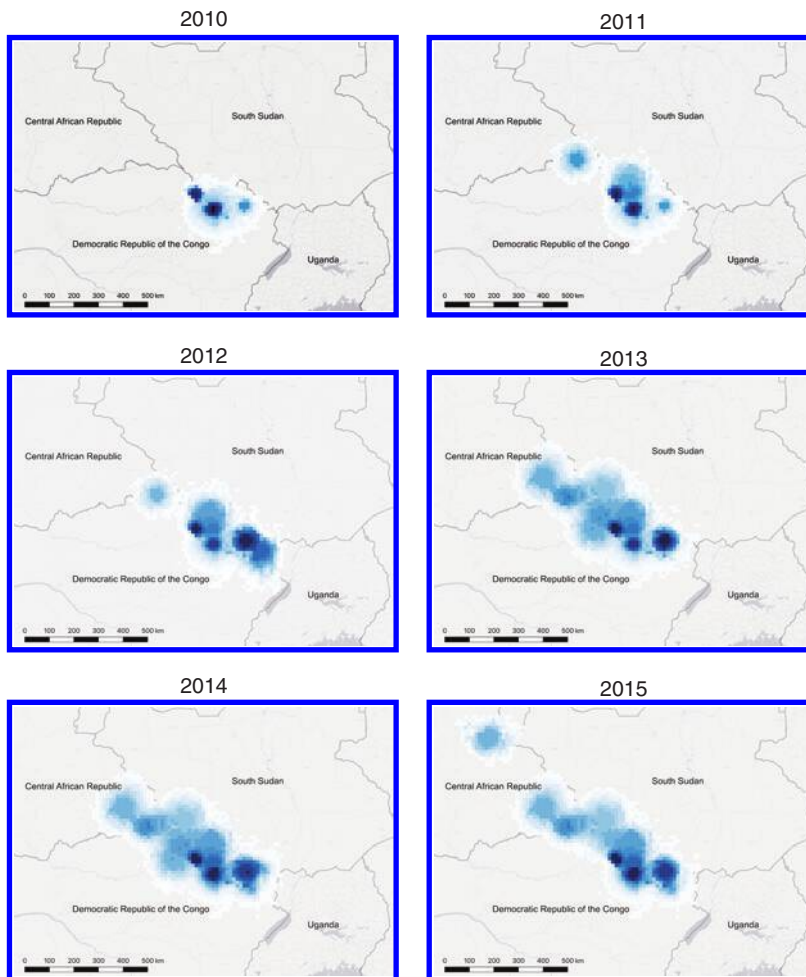 2010
2011
Central African Republic
South Sudan
Democratic Republic of the Congo
Uganda
0 100 200 300 400 500 km
Central African Republic
South Sudan
Democratic Republic of the Congo
Uganda
0 100 200 300 400 500 km
2012
2013
Central African Republic
South Sudan
Democratic Republic of the Congo
Uganda
0 100 200 300 400 500 km
Central African Republic
South Sudan
Democratic Republic of the Congo
Uganda
0 100 200 300 400 500 km
2014
2015
Central African Republic
South Sudan
Democratic Republic of the Congo
Uganda
0 100 200 300 400 500 km
Central African Republic
South Sudan
Democratic Republic of the Congo
Uganda
0 100 200 300 400 500 km